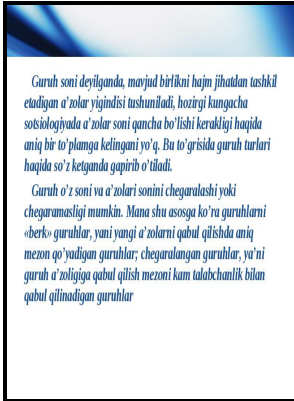 Guruh soni deyilganda, mavjud birlikni hajm jihatdan tashkil
etadigan a'zolar yigindisi tushuniladi, hozirgi kungacha
sotsiologiyada a'zolar soni qancha bo'lishi kerakligi haqida
aniq bir to'plamga kelingani yo'q. Bu to'grisida guruh turlari
haqida so'z ketganda gapirib o'tiladi.
Guruh o'z soni va a'zolari sonini chegaralashi yoki
chegaramasligi mumkin. Mana shu asosga ko'ra guruhlarni
«berk» guruhlar, yani yangi a'zolarni qabul qilishda aniq
mezon qo'yadigan guruhlar; chegaralangan guruhlar, ya'ni
guruh a'zoligiga qabul qilish mezoni kam talabchanlik bilan
qabul qilinadigan guruhlar